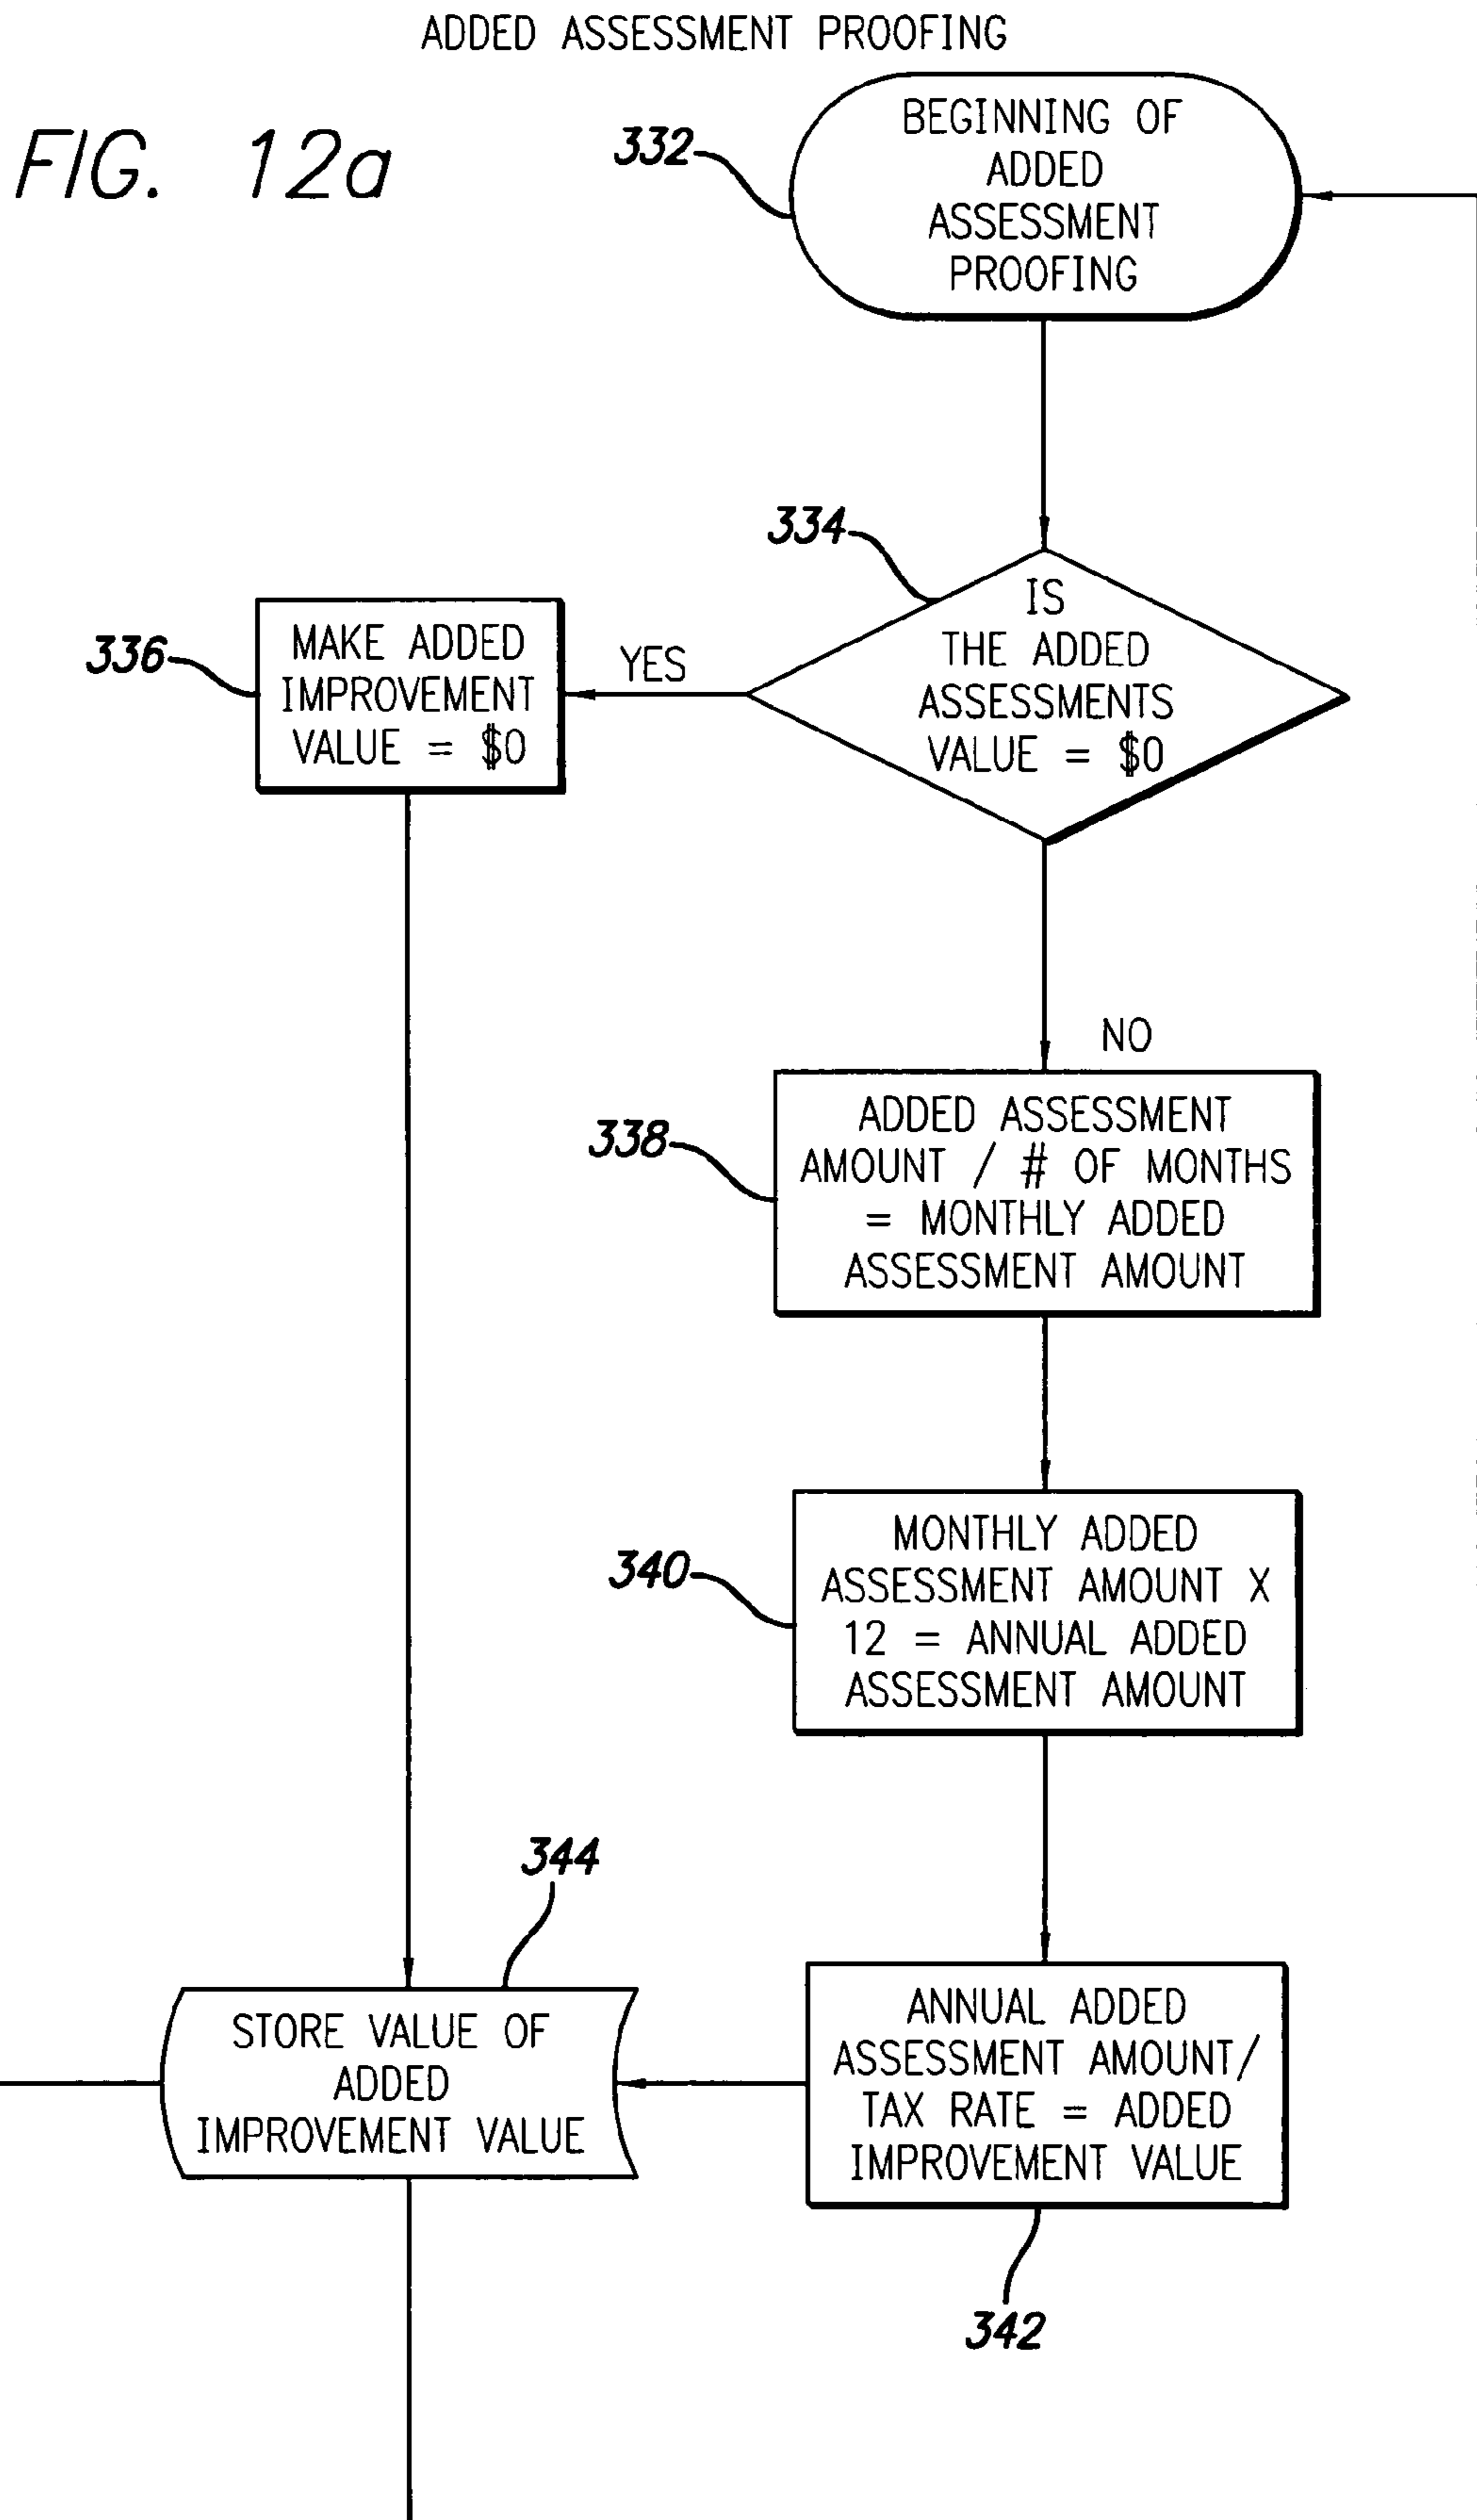 ADDED ASSESSMENT PROOFING
FIG. 12a
332
BEGINNING OF
ADDED
ASSESSMENT
PROOFING
334
IS
THE ADDED
ASSESSMENTS
VALUE = $0
YES
336
MAKE ADDED
IMPROVEMENT
VALUE = $0
NO
338
ADDED ASSESSMENT
AMOUNT / # OF MONTHS
= MONTHLY ADDED
ASSESSMENT AMOUNT
340
MONTHLY ADDED
ASSESSMENT AMOUNT X
12 = ANNUAL ADDED
ASSESSMENT AMOUNT
344
STORE VALUE OF
ADDED
IMPROVEMENT VALUE
ANNUAL ADDED
ASSESSMENT AMOUNT/
TAX RATE = ADDED
IMPROVEMENT VALUE
342